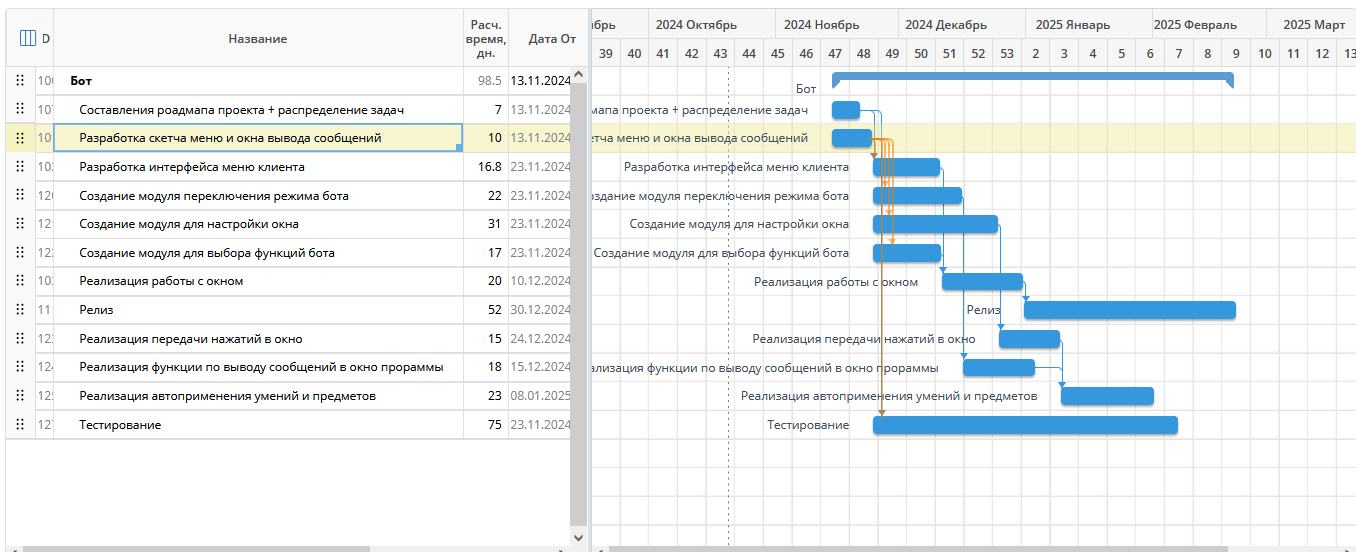 D Название Расч. время, дн. Дата От
брь 2024 Октябрь 2024 Ноябрь 2024 Декабрь 2025 Январь 2025 Февраль 2025 Март
39 40 41 42 43 44 45 46 47 48 49 50 51 52 53 2 3 4 5 6 7 8 9 10 11 12 13
10 Бот 98.5 13.11.2024 Бот
10 Составления роадмапа проекта + распределение задач 7 13.11.2024 мапа проекта + распределение задач
10 Разработка скетча меню и окна вывода сообщений 10 13.11.2024 етча меню и окна вывода сообщений
10 Разработка интерфейса меню клиента 16.8 23.11.2024 Разработка интерфейса меню клиента
12 Создание модуля переключения режима бота 22 23.11.2024 оздание модуля переключения режима бота
12 Создание модуля для настройки окна 31 23.11.2024 Создание модуля для настройки окна
12 Создание модуля для выбора функций бота 17 23.11.2024 Создание модуля для выбора функций бота
10 Реализация работы с окном 20 10.12.2024 Реализация работы с окном
11 Релиз 52 30.12.2024 Релиз
12 Реализация передачи нажатий в окно 15 24.12.2024 Реализация передачи нажатий в окно
12 Реализация функции по выводу сообщений в окно прораммы 18 15.12.2024 ализация функции по выводу сообщений в окно прораммы
12 Реализация автоприменения умений и предметов 23 08.01.2025 Реализация автоприменения умений и предметов
12 Тестирование 75 23.11.2024 Тестирование